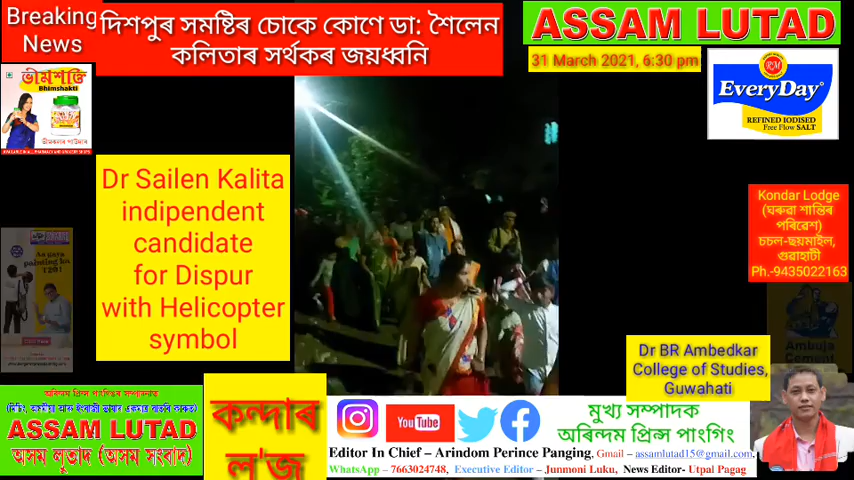 Breaking
News
দিশপুৰ সমষ্টিৰ চোকে কোণে ডা: শৈলেন
কলিতাৰ সৰ্থকৰ জয়ধ্বনি
ASSAM LUTAD
31 March 2021, 6:30 pm
ভীমশক্তি
Bhimshakti
RM
EveryDay
REFINED IODISED
Free Flow SALT
Dr Sailen Kalita
indipendent
candidate
for Dispur
with Helicopter
symbol
Kondar Lodge
(ঘৰুৱা শান্তিৰ
পৰিৱেশ)
চচল-ছয়মাইল,
গুৱাহাটী
Ph.-9435022163
Ambuja
Cement
Dr BR Ambedkar
College of Studies,
Guwahati
ASSAM LUTAD
অসম লুতাদ (অসম সংবাদ)
কন্দাৰ
ল'জ
YouTube
মুখ্য সম্পাদক
অৰিন্দম প্ৰিন্স পাংগিং
Editor In Chief – Arindom Perince Panging, Gmail – assamlutad15@gmail.com.
WhatsApp – 7663024748, Executive Editor – Junmoni Luku, News Editor- Utpal Pagag